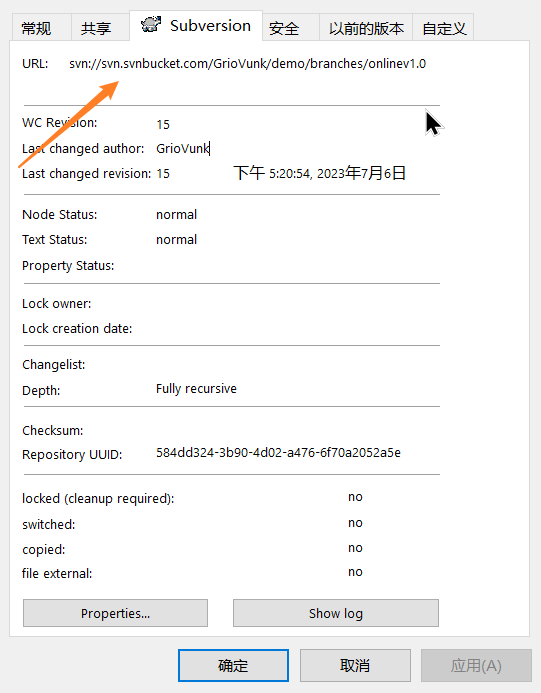 常规 共享 Subversion 安全 以前的版本 自定义
URL: svn://svn.svnbucket.com/GrioVunk/demo/branches/onlinev1.0
WC Revision: 15
Last changed author: GrioVunk
Last changed revision: 15 下午 5:20:54, 2023年7月6日
Node Status: normal
Text Status: normal
Property Status:
Lock owner:
Lock creation date:
Changelist:
Depth: Fully recursive
Checksum:
Repository UUID: 584dd324-3b90-4d02-a476-6f70a2052a5e
locked (cleanup required): no
switched: no
copied: no
file external: no
Properties... Show log
确定 取消 应用(A)